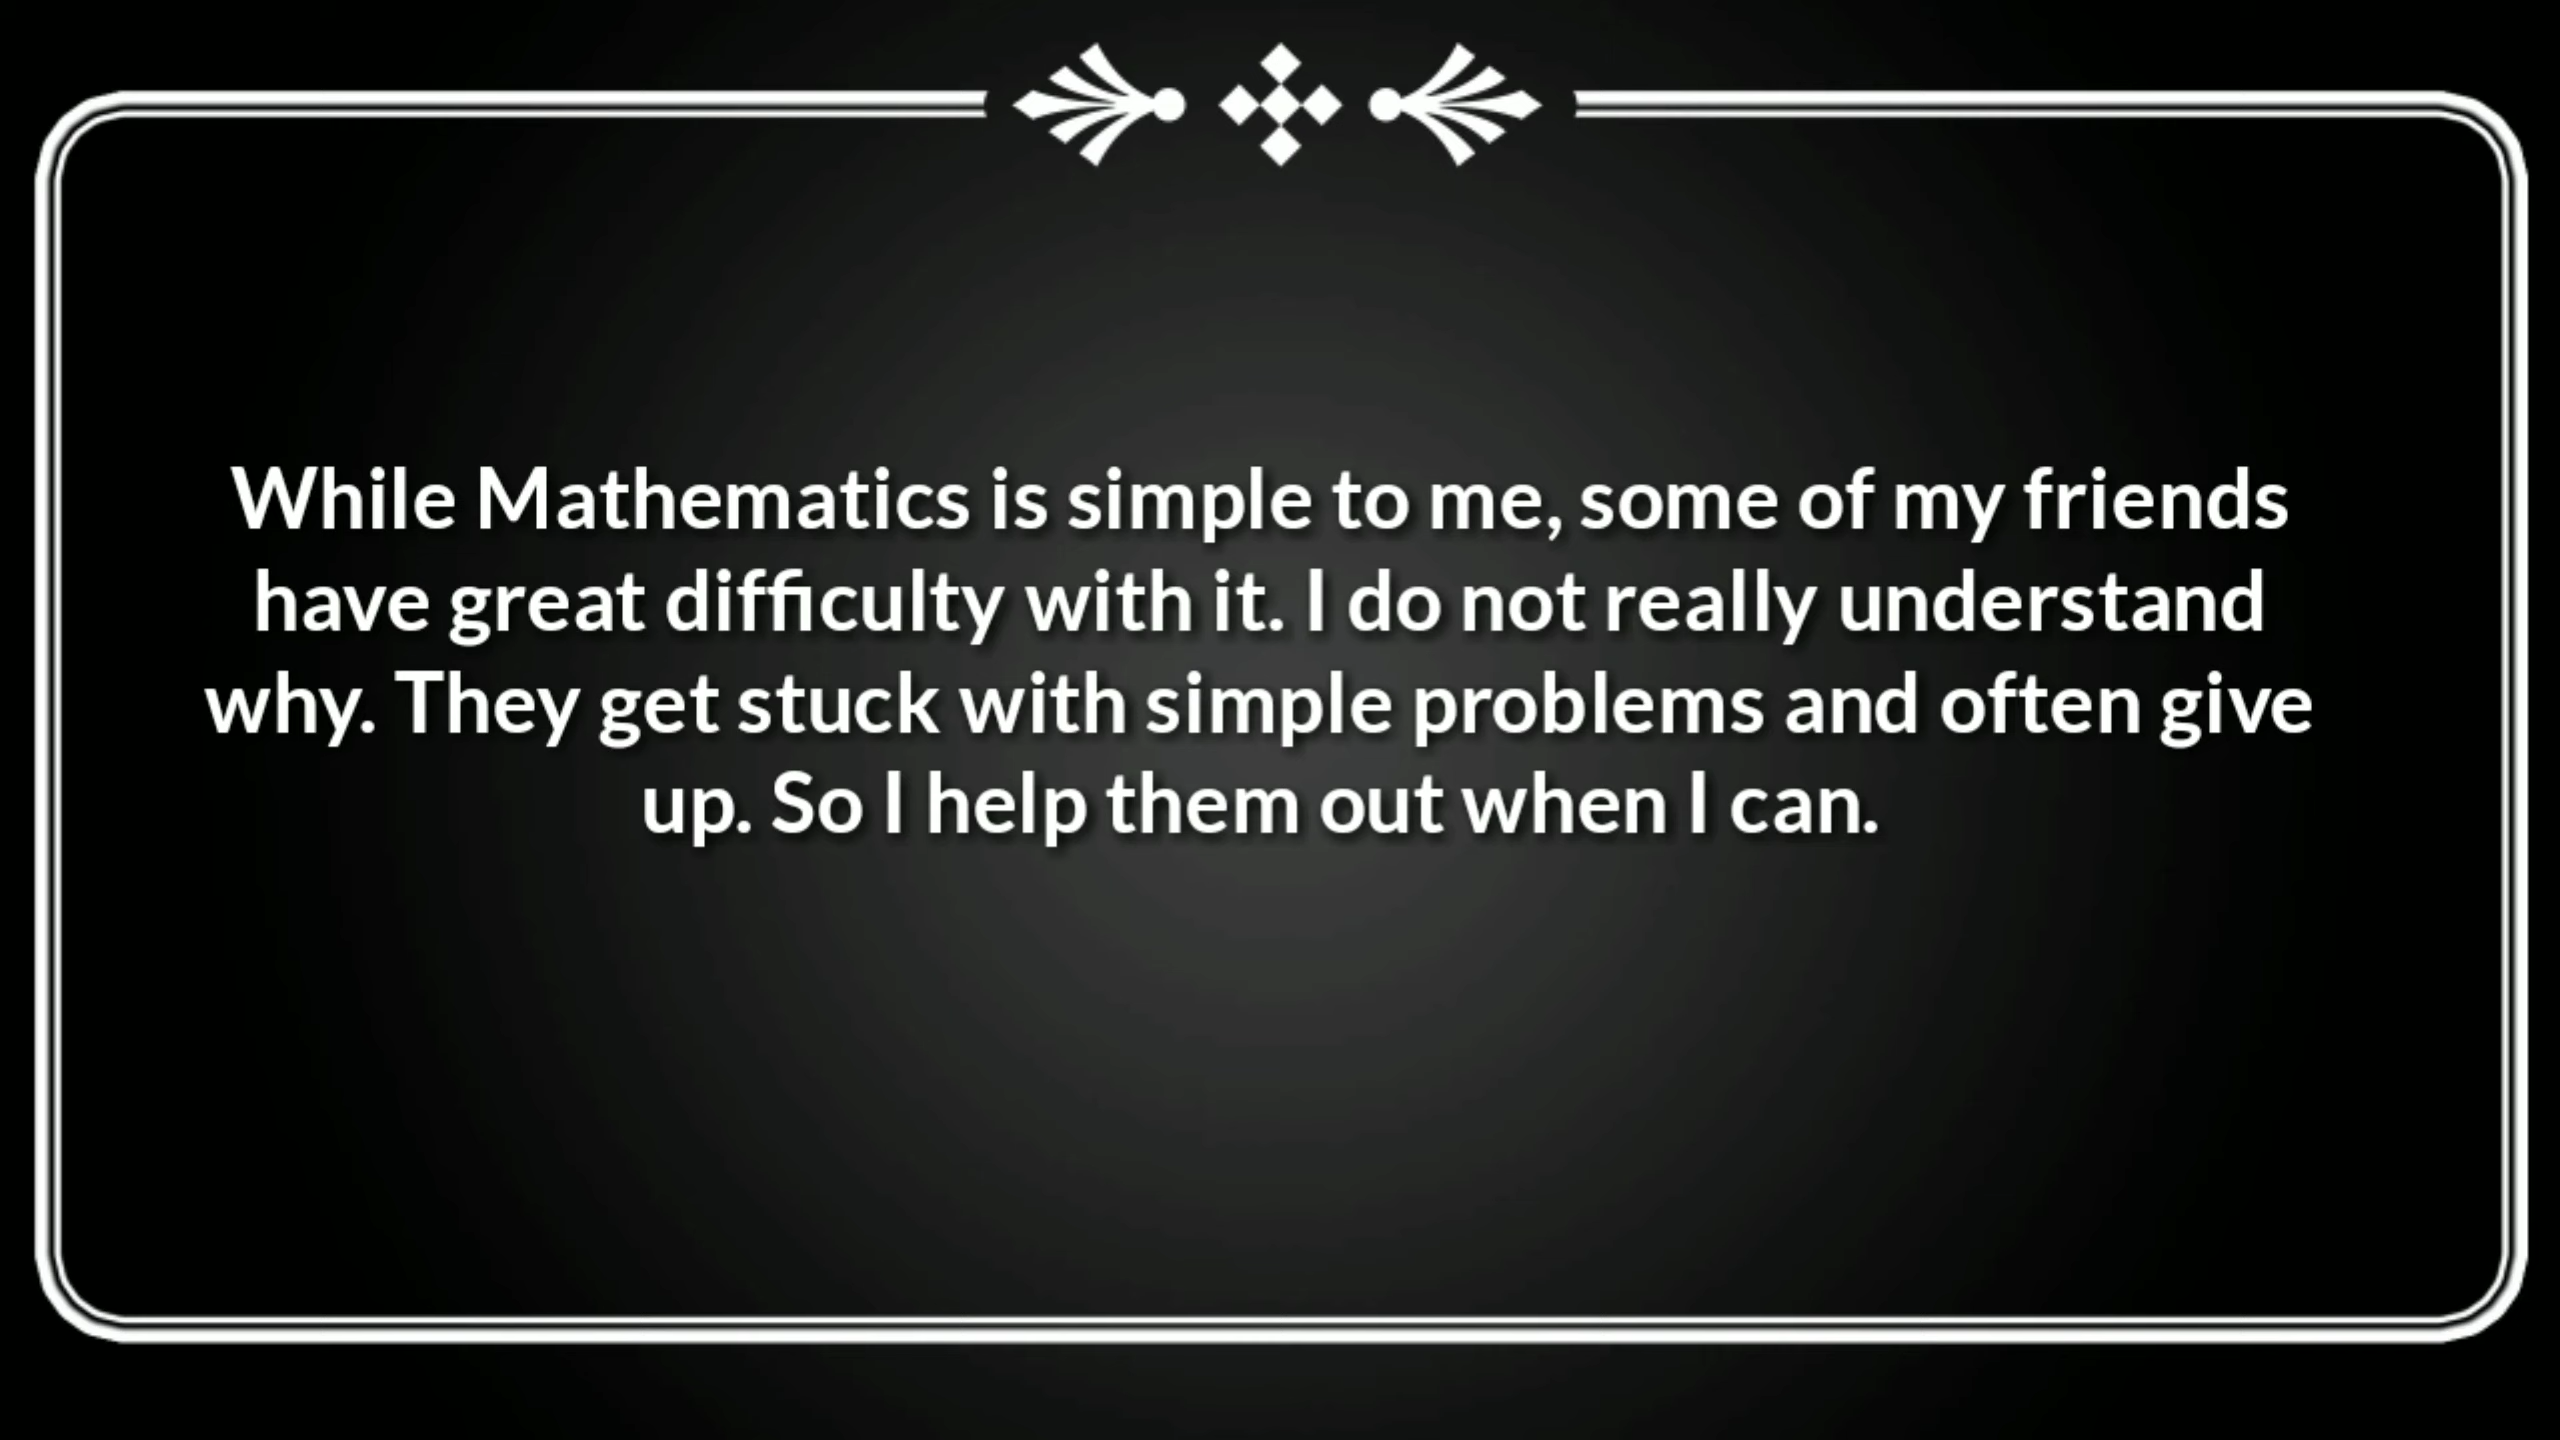 While Mathematics is simple to me, some of my friends
have great difficulty with it. I do not really understand
why. They get stuck with simple problems and often give
up. So I help them out when I can.